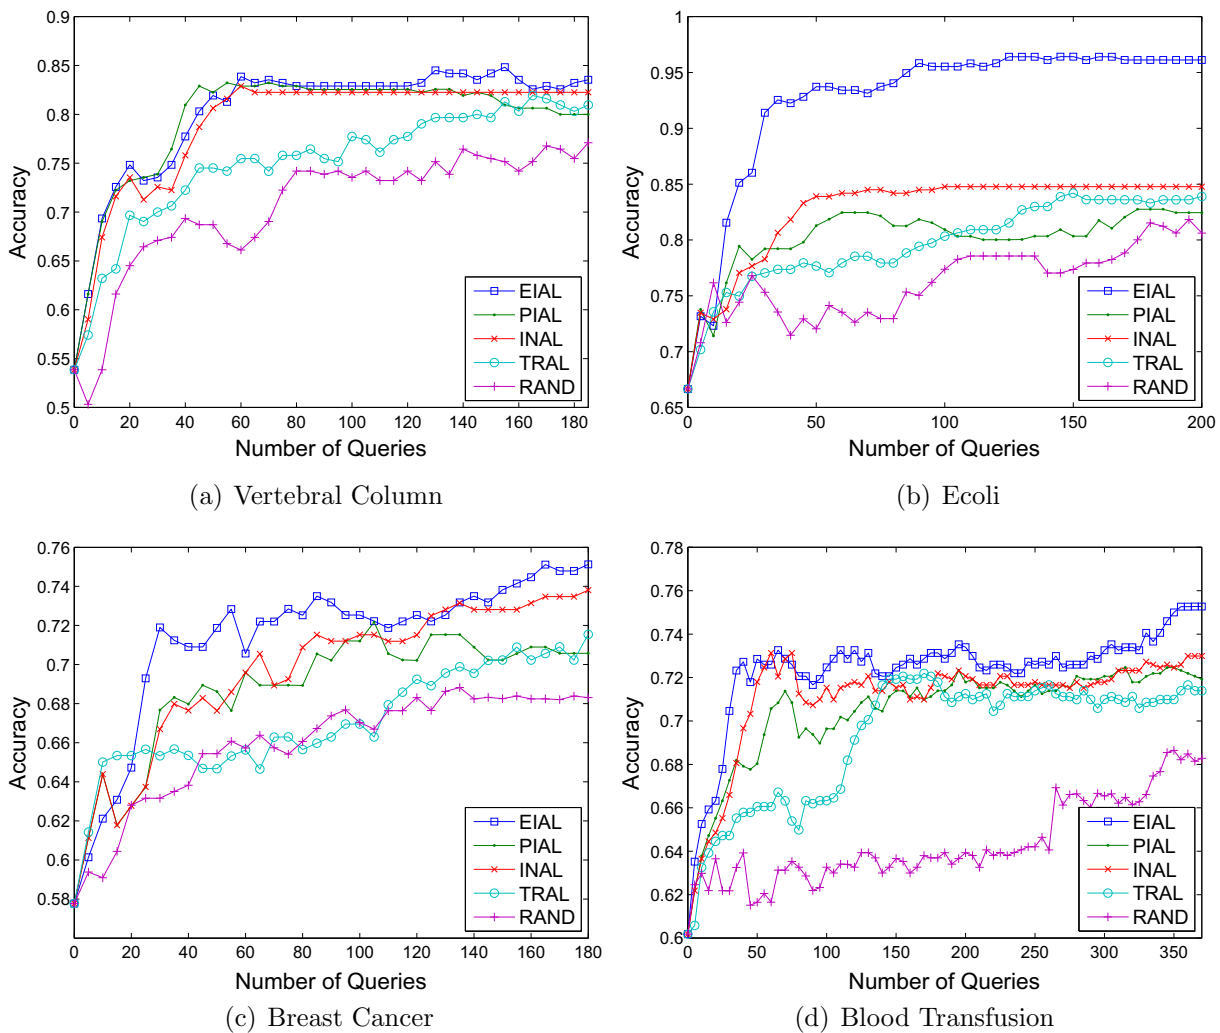 0.9
0.85
0.8
0.75
0.7
0.65
0.6
0.55
0.5
Accuracy
0 20 40 60 80 100 120 140 160 180
Number of Queries
EIAL
PIAL
INAL
TRAL
RAND
(a) Vertebral Column
1
0.95
0.9
0.85
0.8
0.75
0.7
0.65
Accuracy
0 50 100 150 200
Number of Queries
EIAL
PIAL
INAL
TRAL
RAND
(b) Ecoli
0.76
0.74
0.72
0.7
0.68
0.66
0.64
0.62
0.6
0.58
Accuracy
0 20 40 60 80 100 120 140 160 180
Number of Queries
EIAL
PIAL
INAL
TRAL
RAND
(c) Breast Cancer
0.78
0.76
0.74
0.72
0.7
0.68
0.66
0.64
0.62
0.6
Accuracy
0 50 100 150 200 250 300 350
Number of Queries
EIAL
PIAL
INAL
TRAL
RAND
(d) Blood Transfusion